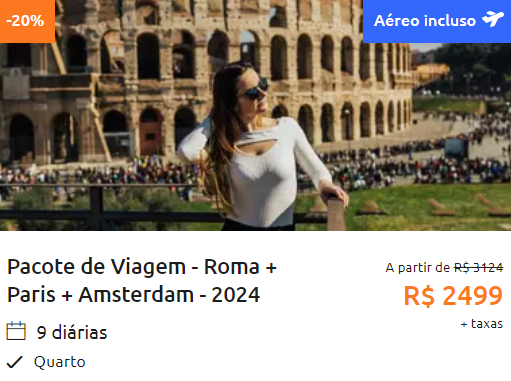 -20%
Aéreo incluso
Pacote de Viagem - Roma +
Paris + Amsterdam - 2024
A partir de R$ 3124
R$ 2499
+ taxas
9 diárias
Quarto